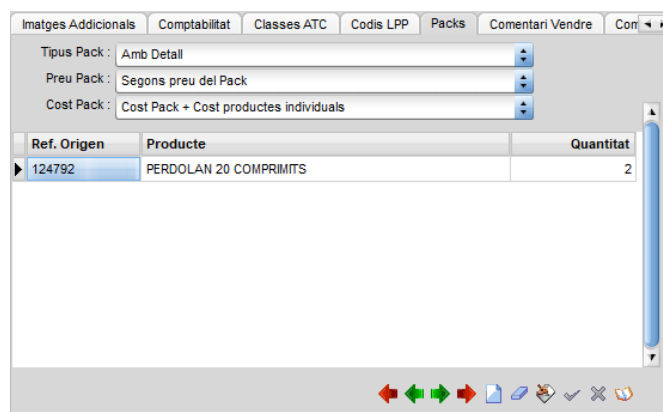 Imatges Addicionals Comptabilitat Classes ATC Codis LPP Packs Comentari Vendre
Tipus Pack : Amb Detall
Preu Pack : Segons preu del Pack
Cost Pack : Cost Pack + Cost productes individuals
Ref. Origen Producte Quantitat
124792 PERDOLAN 20 COMPRIMITS 2